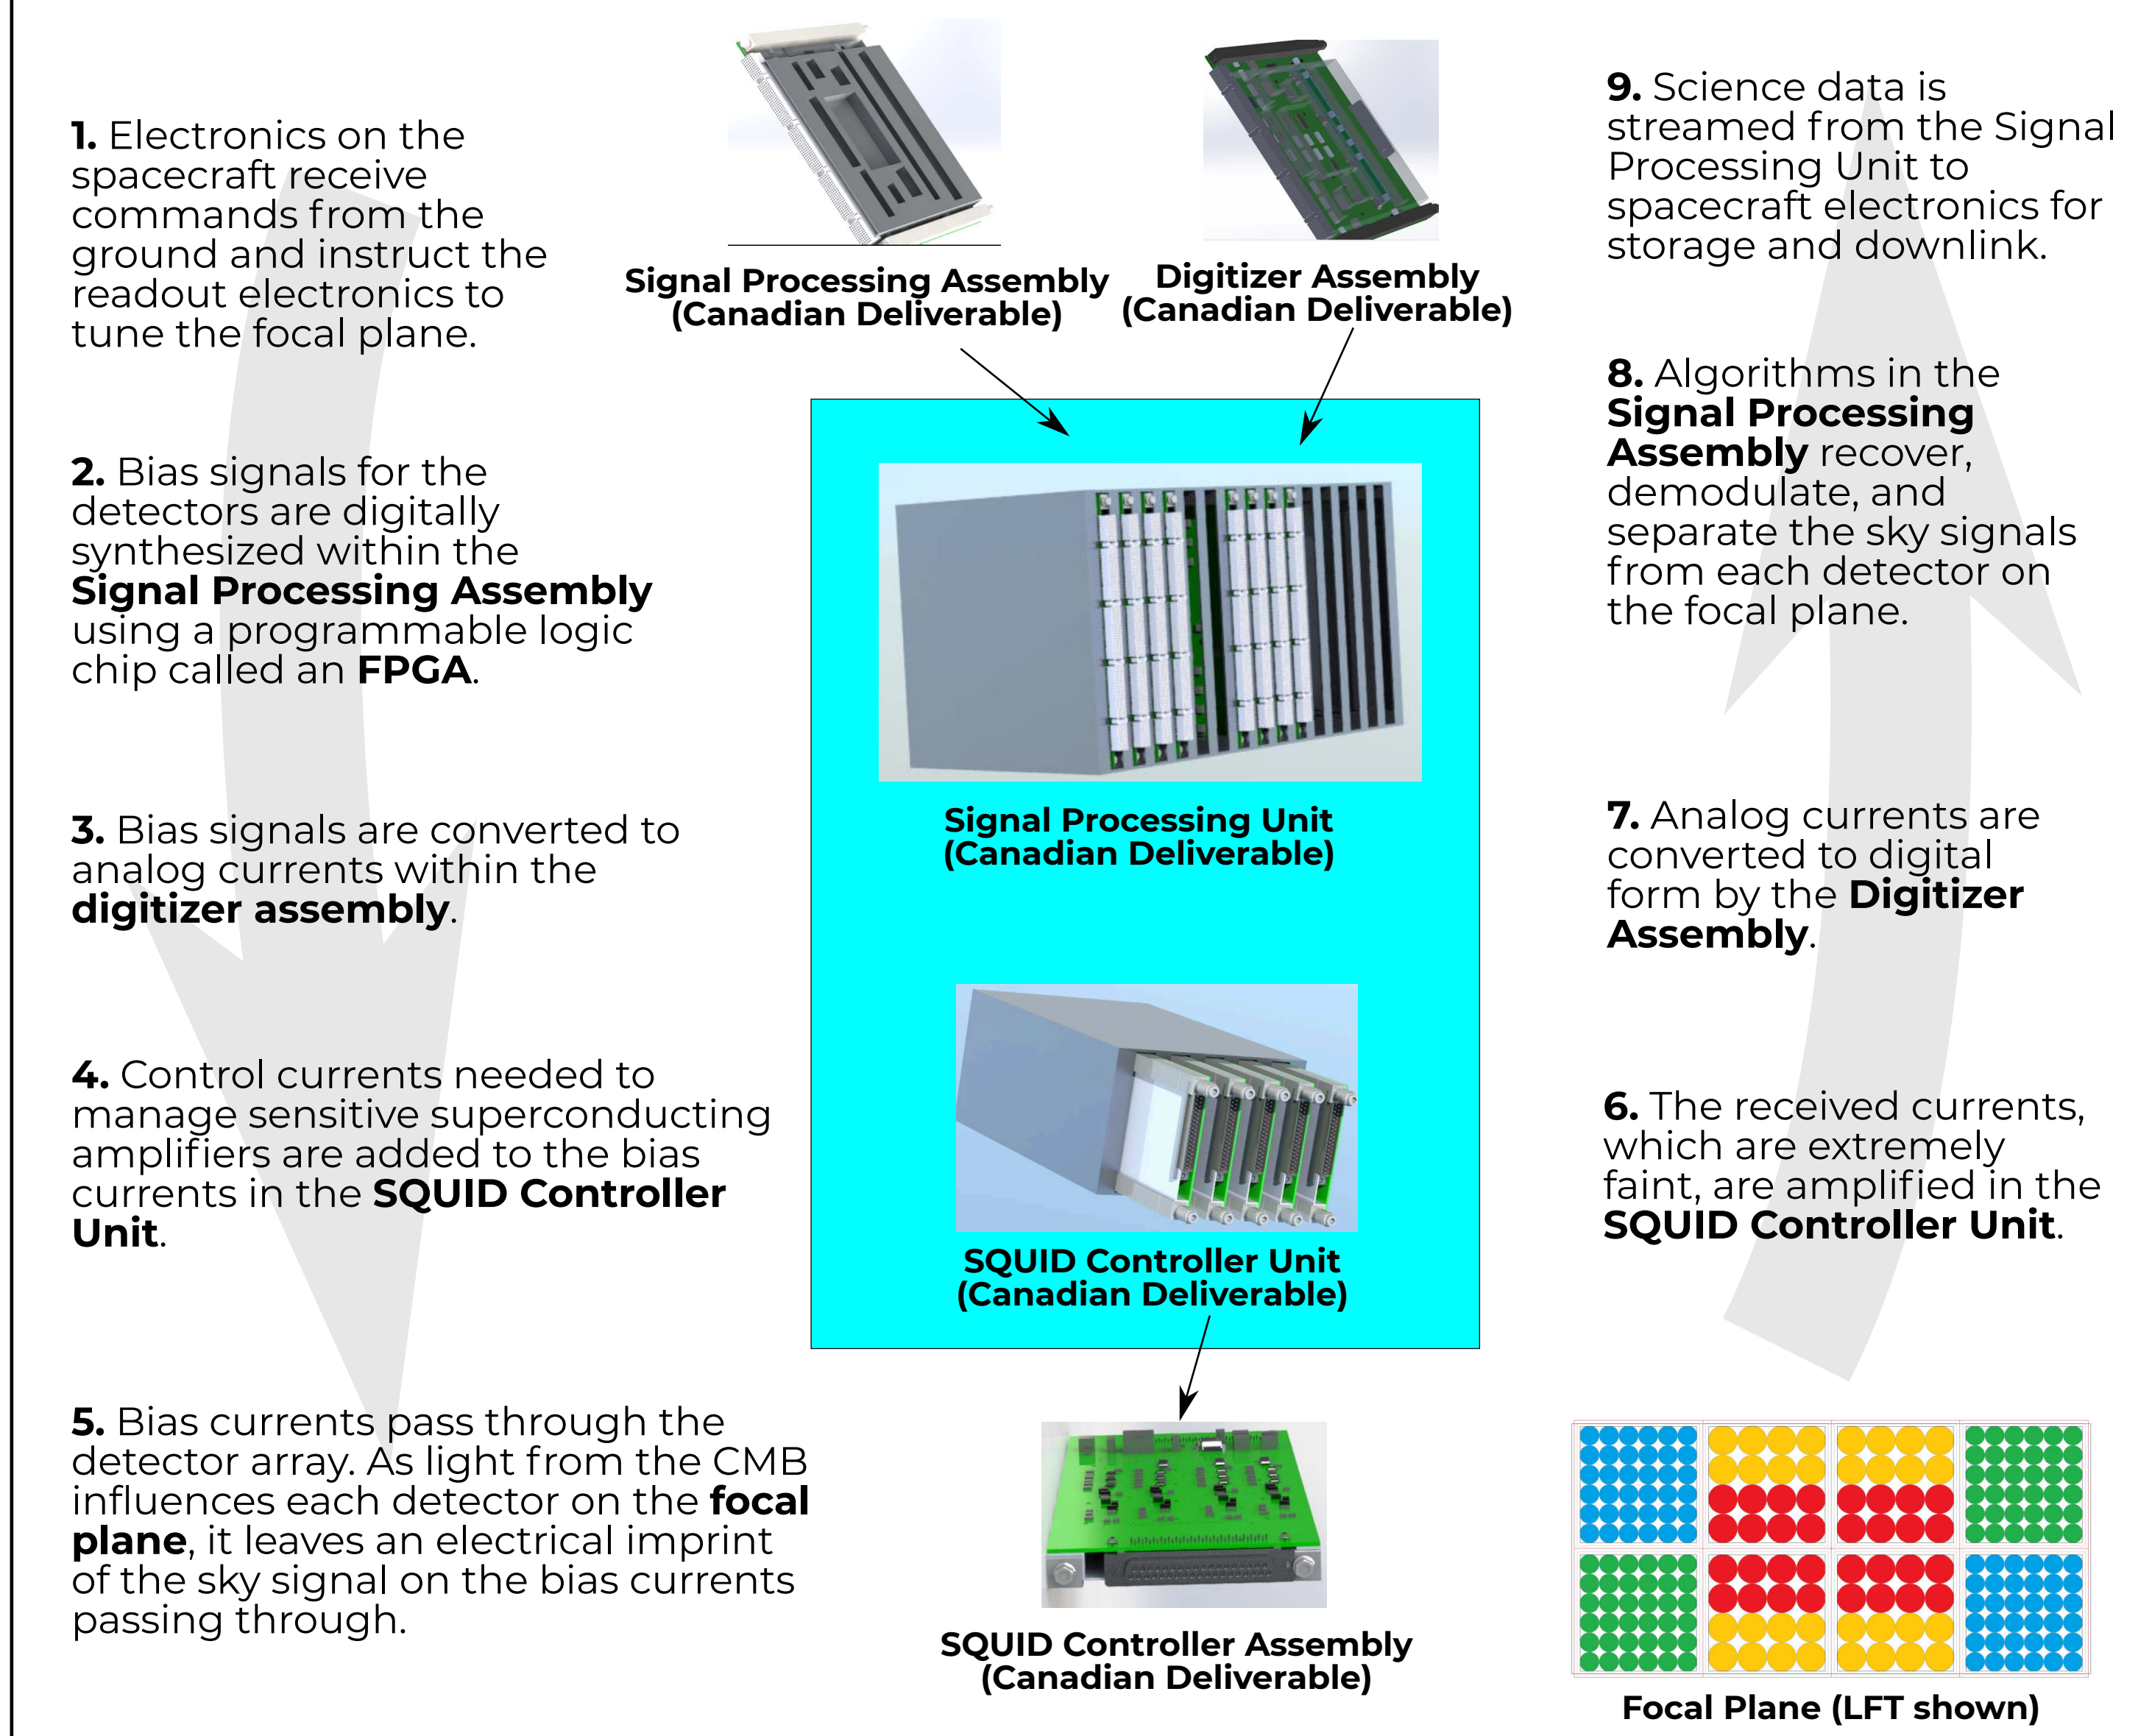 1. Electronics on the
spacecraft receive
commands from the
ground and instruct the
readout electronics to
tune the focal plane.
2. Bias signals for the
detectors are digitally
synthesized within the
Signal Processing Assembly
using a programmable logic
chip called an FPGA.
3. Bias signals are converted to
analog currents within the
digitizer assembly.
4. Control currents needed to
manage sensitive superconducting
amplifiers are added to the bias
currents in the SQUID Controller
Unit.
5. Bias currents pass through the
detector array. As light from the CMB
influences each detector on the focal
plane, it leaves an electrical imprint
of the sky signal on the bias currents
passing through.
Signal Processing Assembly
(Canadian Deliverable)
Digitizer Assembly
(Canadian Deliverable)
Signal Processing Unit
(Canadian Deliverable)
SQUID Controller Unit
(Canadian Deliverable)
SQUID Controller Assembly
(Canadian Deliverable)
9. Science data is
streamed from the Signal
Processing Unit to
spacecraft electronics for
storage and downlink.
8. Algorithms in the
Signal Processing
Assembly recover,
demodulate, and
separate the sky signals
from each detector on
the focal plane.
7. Analog currents are
converted to digital
form by the Digitizer
Assembly.
6. The received currents,
which are extremely
faint, are amplified in the
SQUID Controller Unit.
Focal Plane (LFT shown)